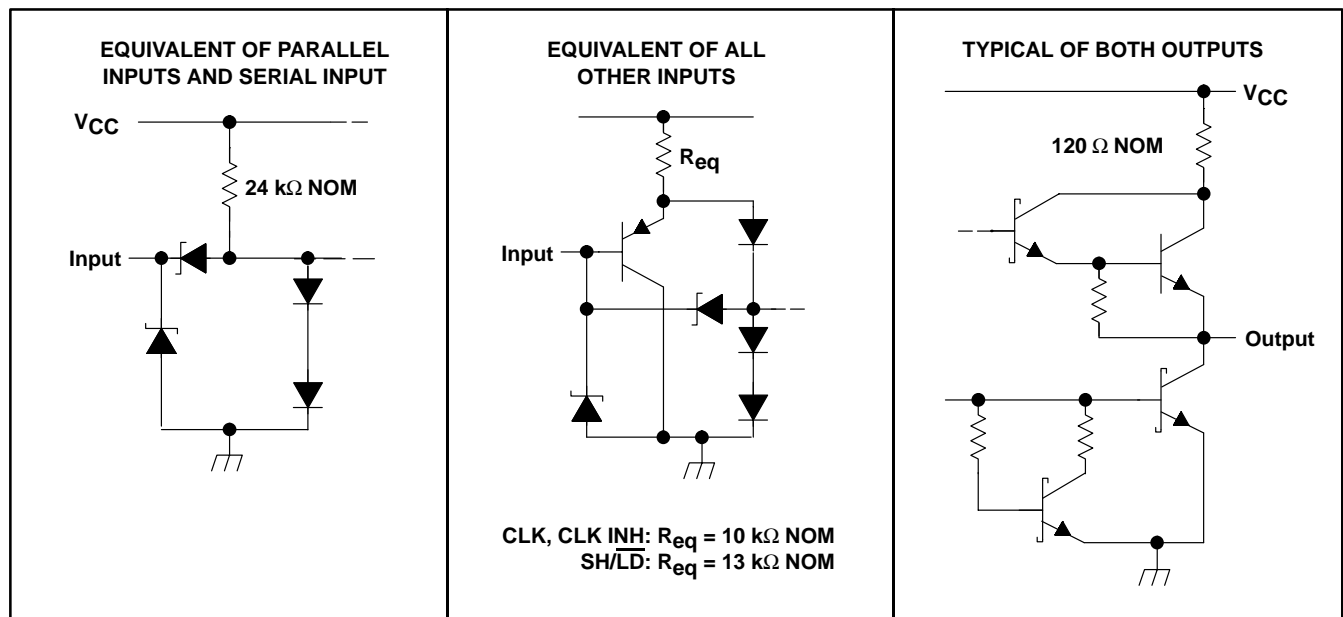 EQUIVALENT OF PARALLEL
INPUTS AND SERIAL INPUT
VCC
24 kΩ NOM
Input
EQUIVALENT OF ALL
OTHER INPUTS
Req
Input
CLK, CLK INH: Req = 10 kΩ NOM
SH/L̅D̅: Req = 13 kΩ NOM
TYPICAL OF BOTH OUTPUTS
VCC
120 Ω NOM
Output